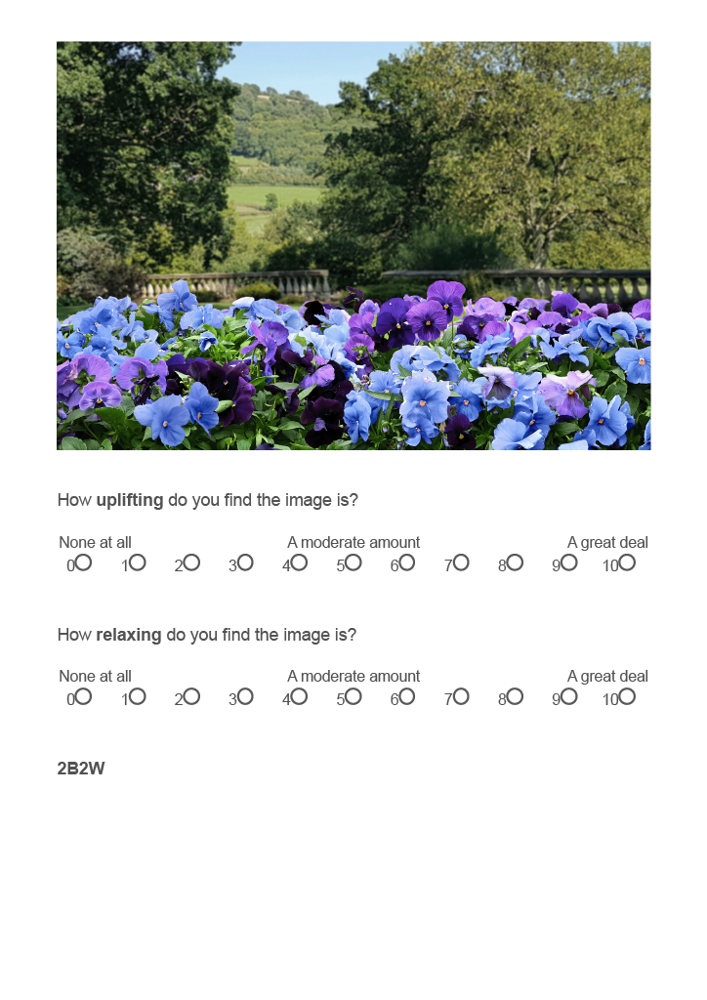 How uplifting do you find the image is?
None at all A moderate amount A great deal
0 1 2 3 4 5 6 7 8 9 10
How relaxing do you find the image is?
None at all A moderate amount A great deal
0 1 2 3 4 5 6 7 8 9 10
2B2W